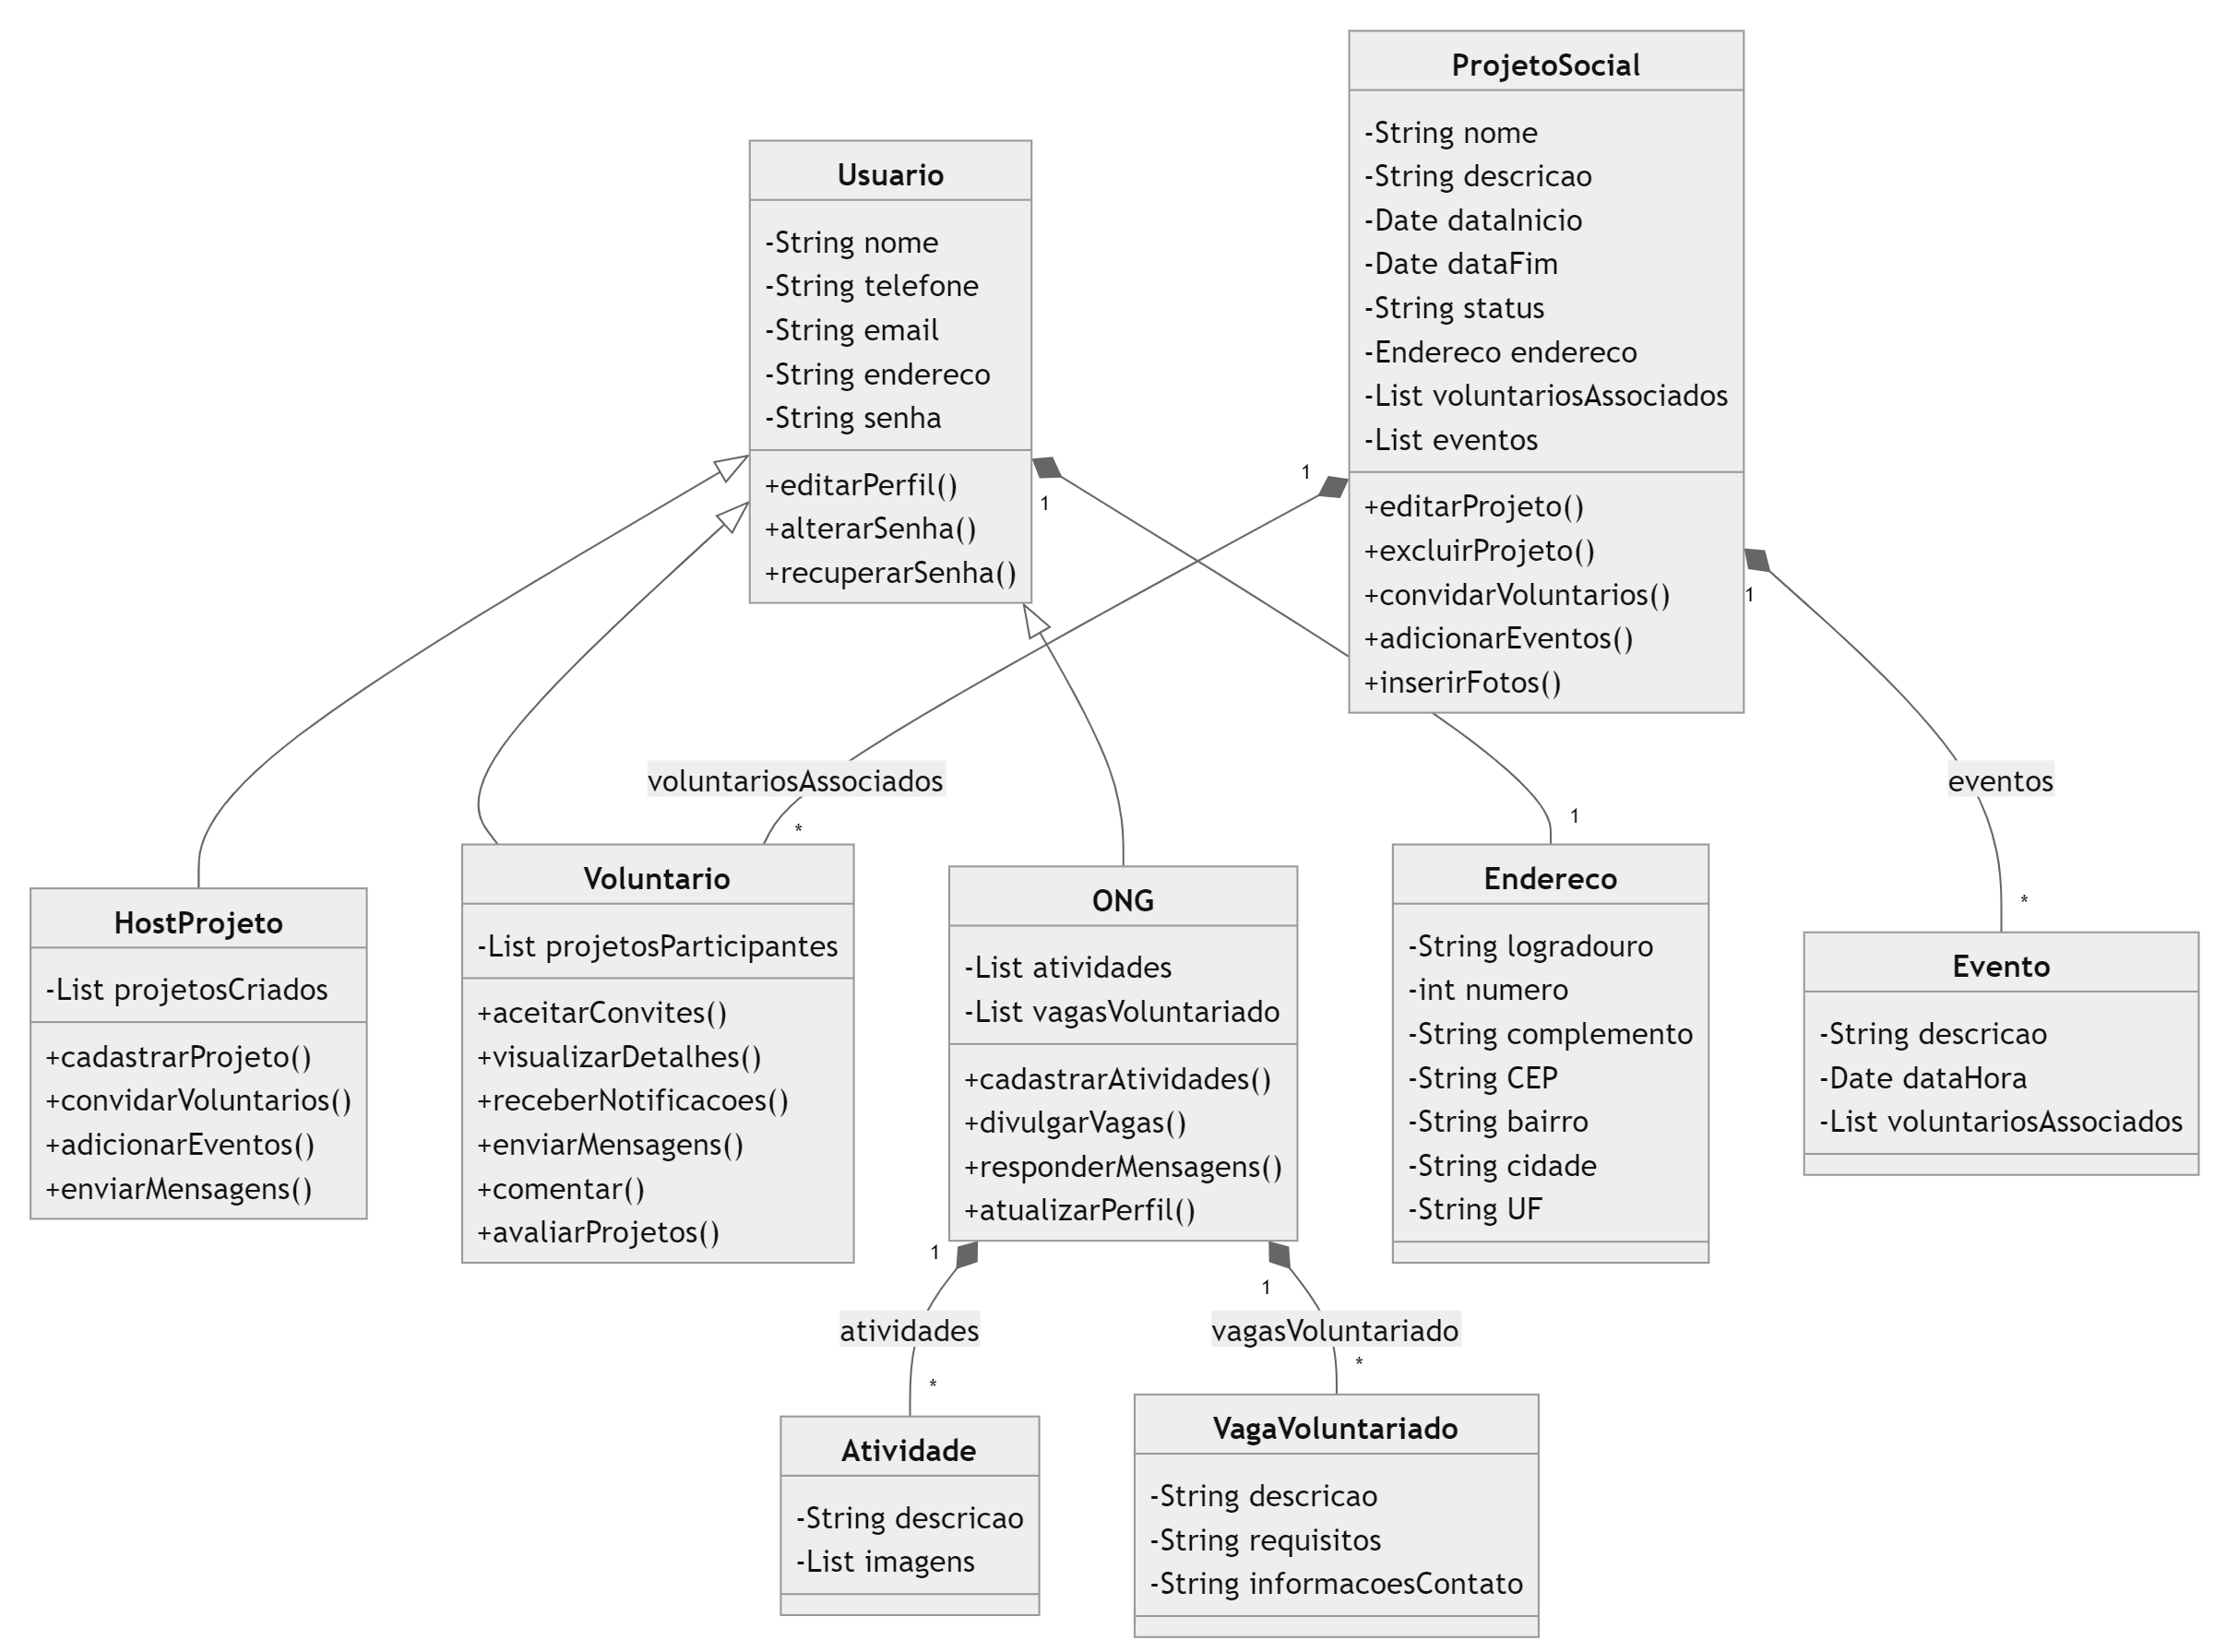 ProjetoSocial
-String nome
-String descricao
-Date dataInicio
-Date dataFim
-String status
-Endereco endereco
-List voluntariosAssociados
-List eventos
+editarProjeto()
+excluirProjeto()
+convidarVoluntarios()
+adicionarEventos()
+inserirFotos()
Usuario
-String nome
-String telefone
-String email
-String endereco
-String senha
+editarPerfil()
+alterarSenha()
+recuperarSenha()
1
1
1
voluntariosAssociados
*
1
eventos
*
HostProjeto
-List projetosCriados
+cadastrarProjeto()
+convidarVoluntarios()
+adicionarEventos()
+enviarMensagens()
Voluntario
-List projetosParticipantes
+aceitarConvites()
+visualizarDetalhes()
+receberNotificacoes()
+enviarMensagens()
+comentar()
+avaliarProjetos()
ONG
-List atividades
-List vagasVoluntariado
+cadastrarAtividades()
+divulgarVagas()
+responderMensagens()
+atualizarPerfil()
Endereco
-String logradouro
-int numero
-String complemento
-String CEP
-String bairro
-String cidade
-String UF
Evento
-String descricao
-Date dataHora
-List voluntariosAssociados
1
atividades
*
1
vagasVoluntariado
*
Atividade
-String descricao
-List imagens
VagaVoluntariado
-String descricao
-String requisitos
-String informacoesContato